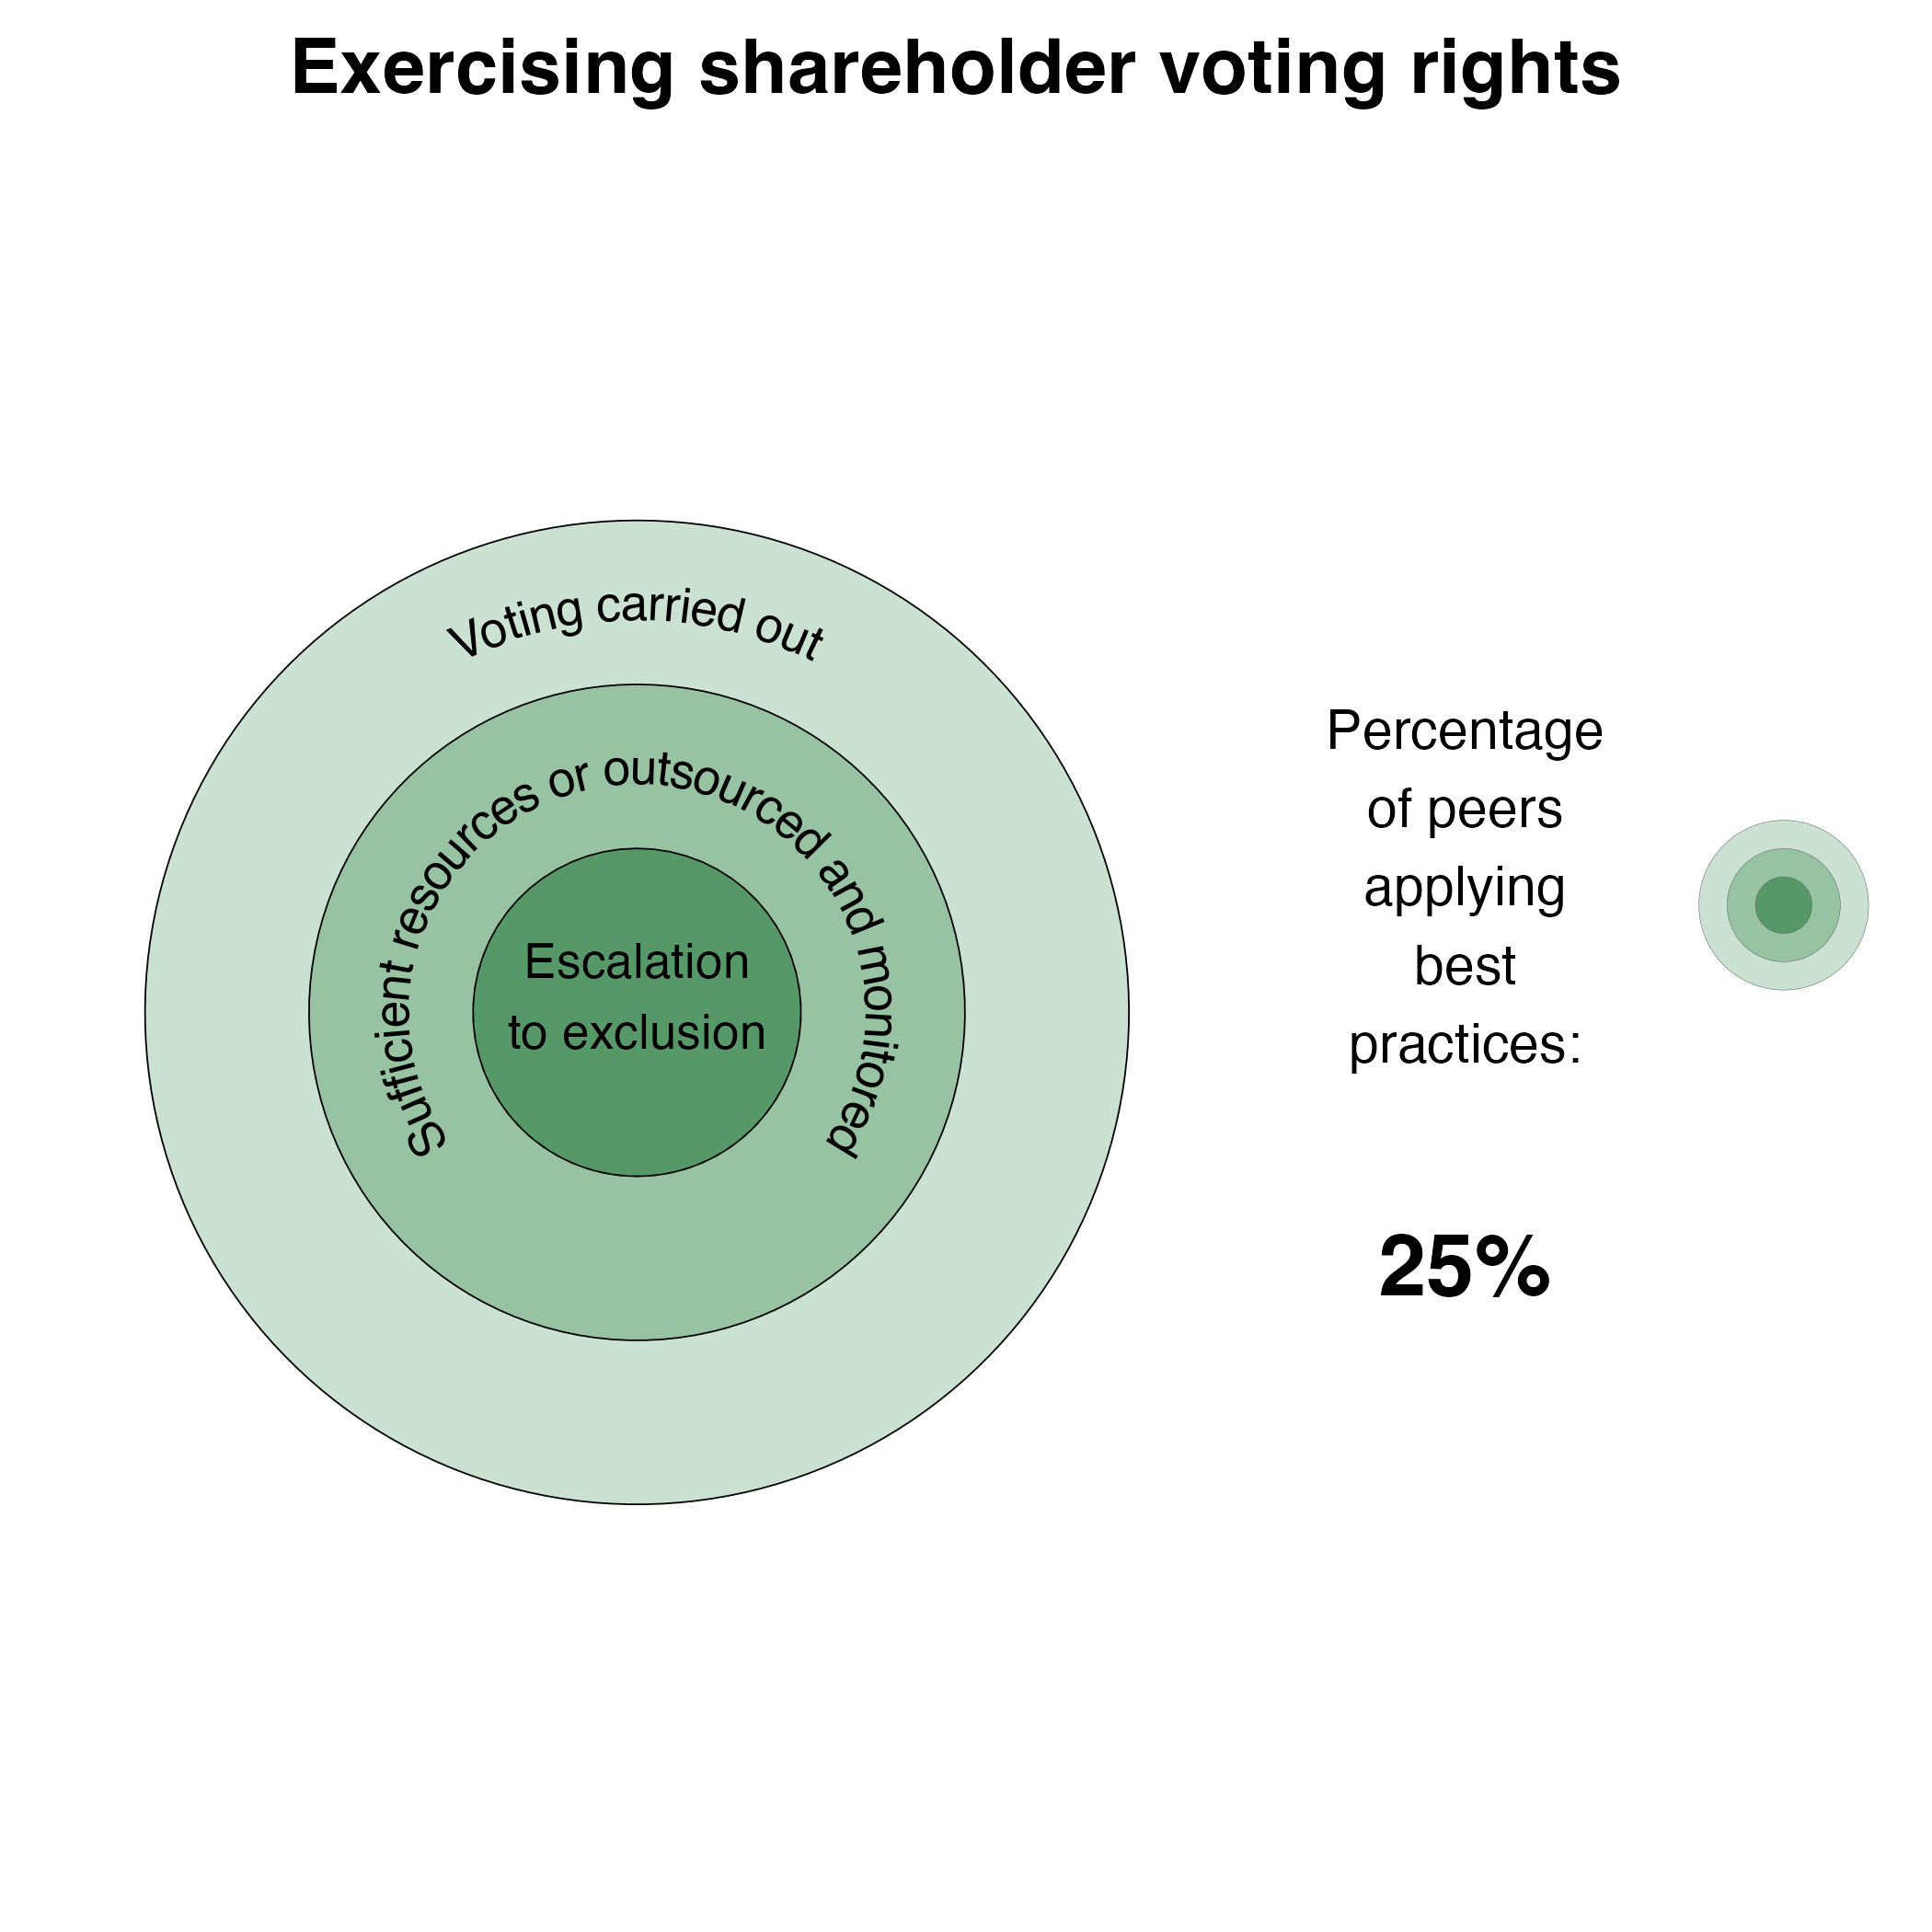 Exercising shareholder voting rights
Voting carried out
Sufficient resources or outsourced and monitored
Escalation
to exclusion
Percentage
of peers
applying
best
practices:
25%